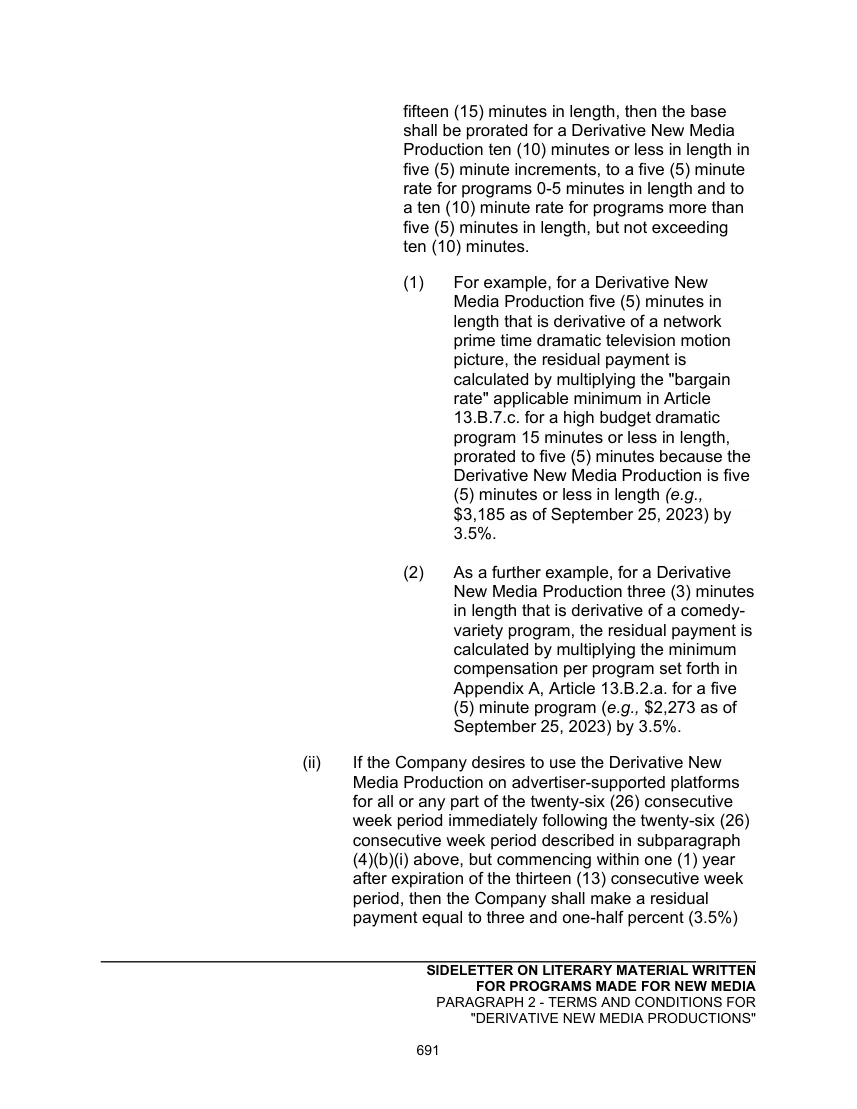 fifteen (15) minutes in length, then the base
shall be prorated for a Derivative New Media
Production ten (10) minutes or less in length in
five (5) minute increments, to a five (5) minute
rate for programs 0-5 minutes in length and to
a ten (10) minute rate for programs more than
five (5) minutes in length, but not exceeding
ten (10) minutes.
(1) For example, for a Derivative New
Media Production five (5) minutes in
length that is derivative of a network
prime time dramatic television motion
picture, the residual payment is
calculated by multiplying the "bargain
rate" applicable minimum in Article
13.B.7.c. for a high budget dramatic
program 15 minutes or less in length,
prorated to five (5) minutes because the
Derivative New Media Production is five
(5) minutes or less in length (e.g.,
$3,185 as of September 25, 2023) by
3.5%.
(2) As a further example, for a Derivative
New Media Production three (3) minutes
in length that is derivative of a comedy-
variety program, the residual payment is
calculated by multiplying the minimum
compensation per program set forth in
Appendix A, Article 13.B.2.a. for a five
(5) minute program (e.g., $2,273 as of
September 25, 2023) by 3.5%.
(ii) If the Company desires to use the Derivative New
Media Production on advertiser-supported platforms
for all or any part of the twenty-six (26) consecutive
week period immediately following the twenty-six (26)
consecutive week period described in subparagraph
(4)(b)(i) above, but commencing within one (1) year
after expiration of the thirteen (13) consecutive week
period, then the Company shall make a residual
payment equal to three and one-half percent (3.5%)
SIDELETTER ON LITERARY MATERIAL WRITTEN
FOR PROGRAMS MADE FOR NEW MEDIA
PARAGRAPH 2 - TERMS AND CONDITIONS FOR
"DERIVATIVE NEW MEDIA PRODUCTIONS"
691